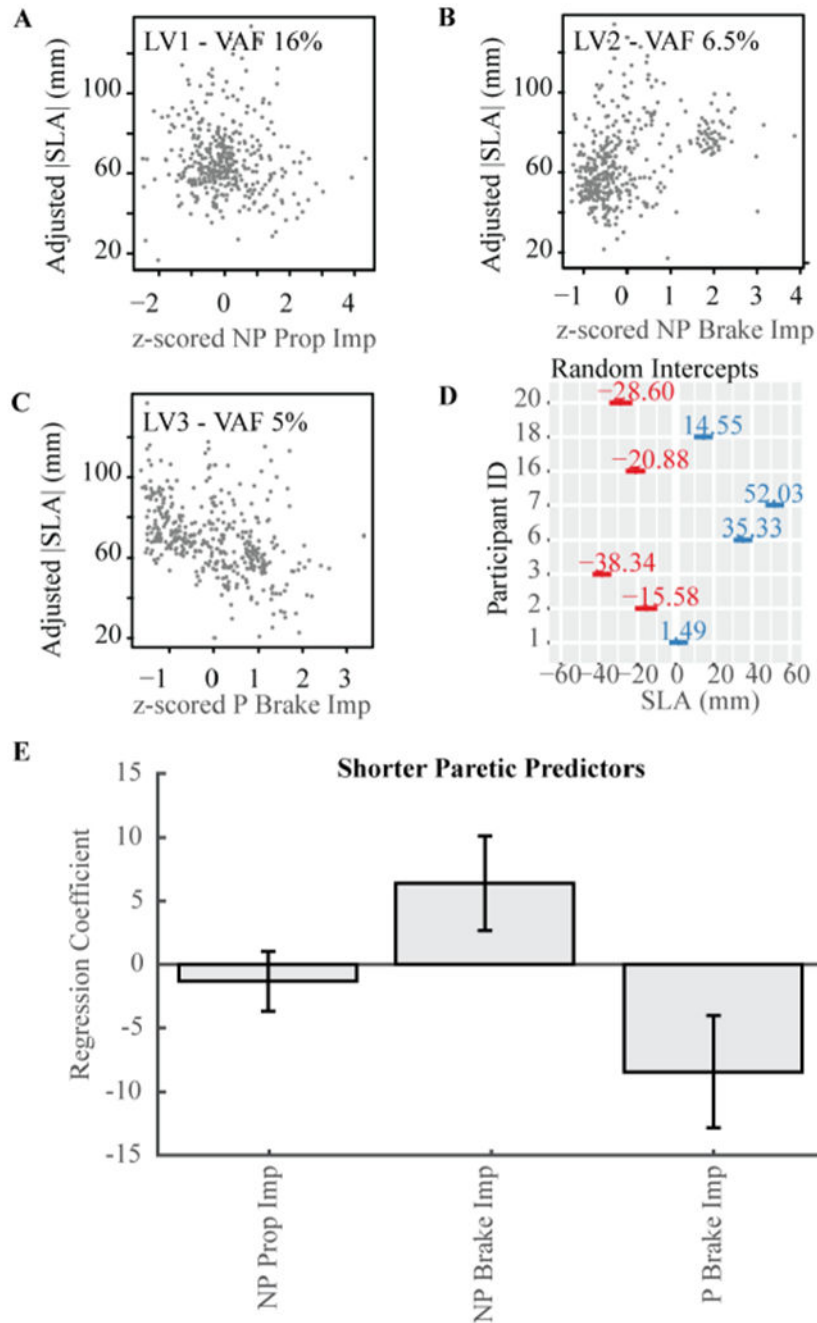 A
LV1 - VAF 16%
Adjusted |SLA| (mm)
100
60
20
−2 0 2 4
z-scored NP Prop Imp
B
LV2 - VAF 6.5%
Adjusted |SLA| (mm)
100
60
20
−1 0 1 2 3 4
z-scored NP Brake Imp
C
LV3 - VAF 5%
Adjusted |SLA| (mm)
100
60
20
−1 0 1 2 3
z-scored P Brake Imp
D
Random Intercepts
Participant ID
20
18
16
7
6
3
2
1
−28.60
14.55
−20.88
52.03
35.33
−38.34
−15.58
1.49
−60 −40 −20 0 20 40 60
SLA (mm)
E
Shorter Paretic Predictors
Regression Coefficient
15
10
5
0
-5
-10
-15
NP Prop Imp
NP Brake Imp
P Brake Imp